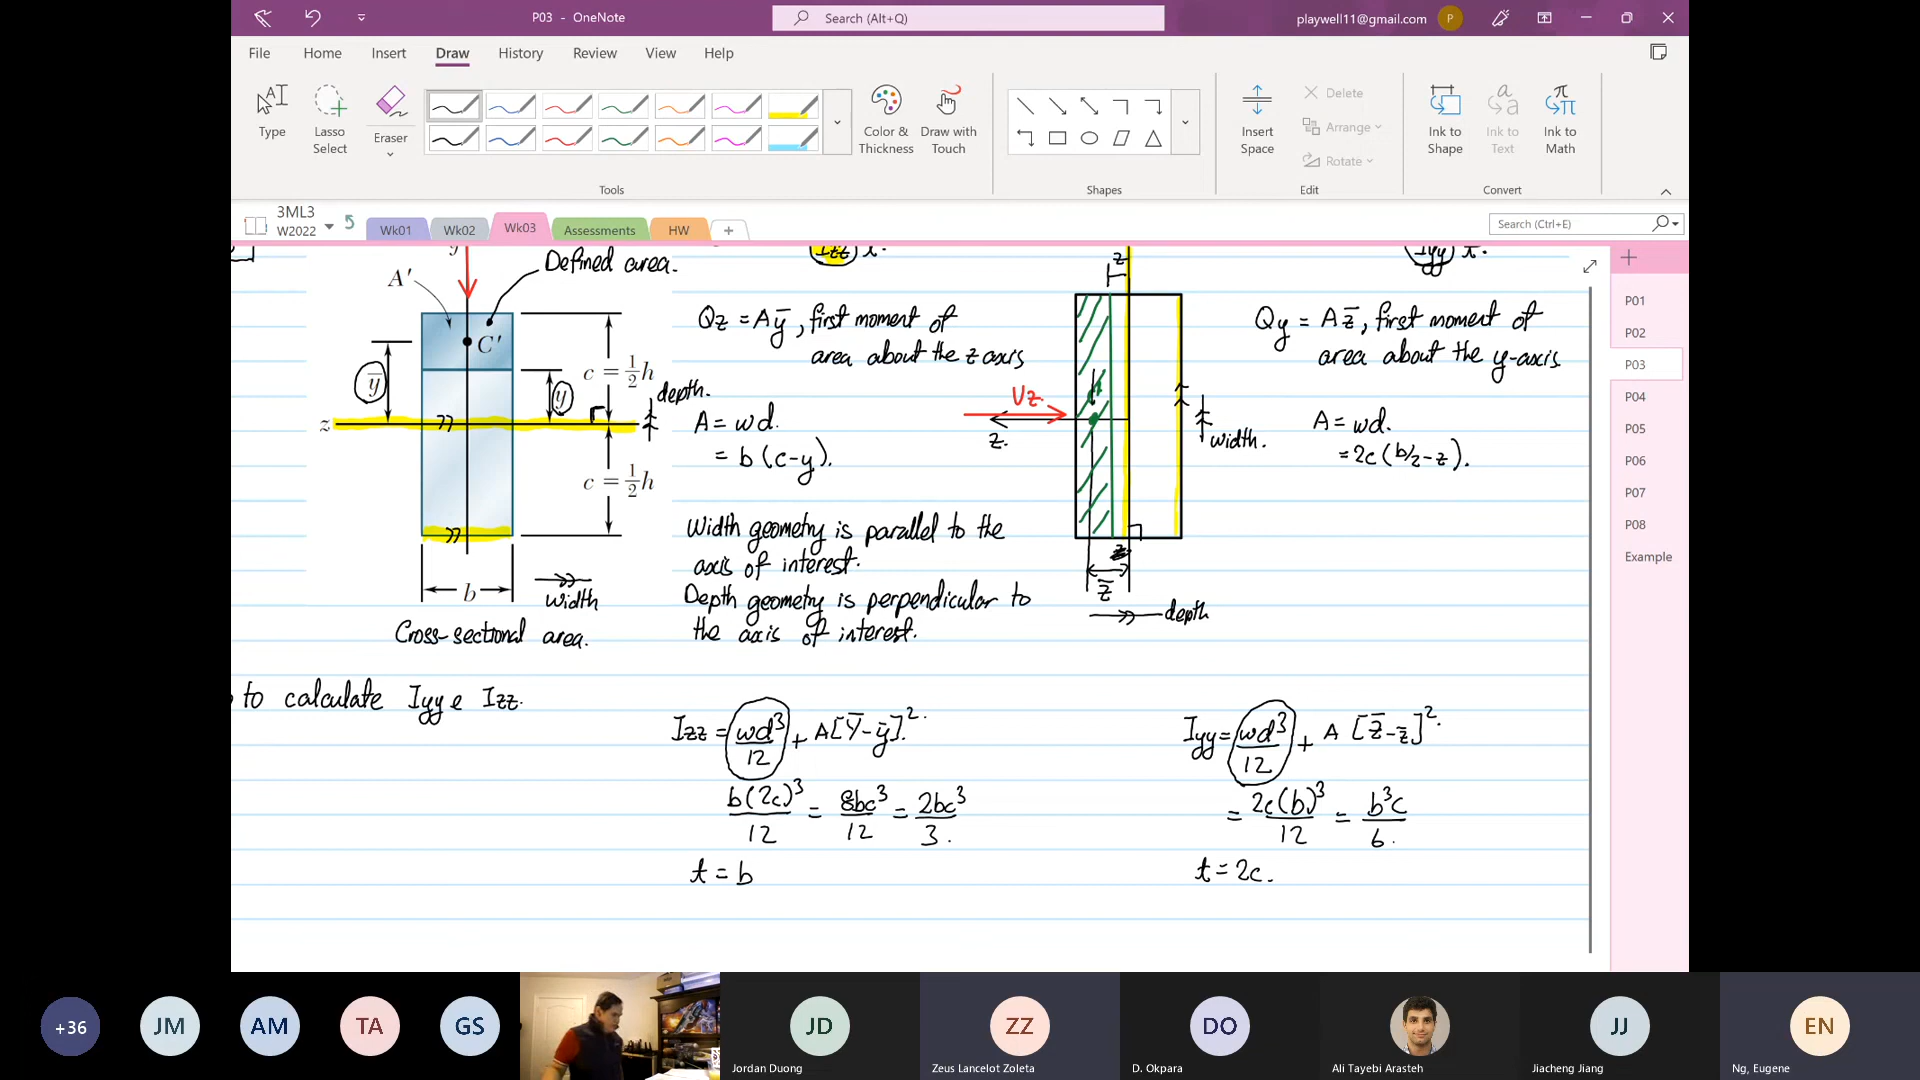 P03 - OneNote
Search (Alt+Q)
playwell11@gmail.com
P
File
Home
Insert
Draw
History
Review
View
Help
Type
Lasso
Select
Eraser
Color &
Thickness
Draw with
Touch
Insert
Space
Delete
Arrange
Rotate
Ink to
Shape
Ink to
Text
Ink to
Math
Tools
Shapes
Edit
Convert
3ML3
W2022
Wk01
Wk02
Wk03
Assessments
HW
Search (Ctrl+E)
P01
P02
P03
P04
P05
P06
P07
P08
Example
Defined area.
A′
C′
y̅
y
c = ½h
depth.
z
c = ½h
b
width
Cross-sectional area.
to calculate Iyy & Izz.
Izz) t.
Qz = A y̅, first moment of
area about the z axis
A = wd.
= b (c-y).
Width geometry is parallel to the
axis of interest.
Depth geometry is perpendicular to
the axis of interest.
Izz = wd³/12 + A[Y̅-y̅]².
b(2c)³/12 = 8bc³/12 = 2bc³/3.
t = b
z
Vz.
z.
width.
z̅
depth
Iyy) t.
Qy = A z̅, first moment of
area about the y-axis.
A = wd.
=2c (b/2-z).
Iyy= wd³/12 + A [z̅-z̅]².
= 2c(b)³/12 = b³c/6.
t = 2c.
+36
JM
AM
TA
GS
JD
Jordan Duong
ZZ
Zeus Lancelot Zoleta
DO
D. Okpara
Ali Tayebi Arasteh
JJ
Jiacheng Jiang
EN
Ng, Eugene